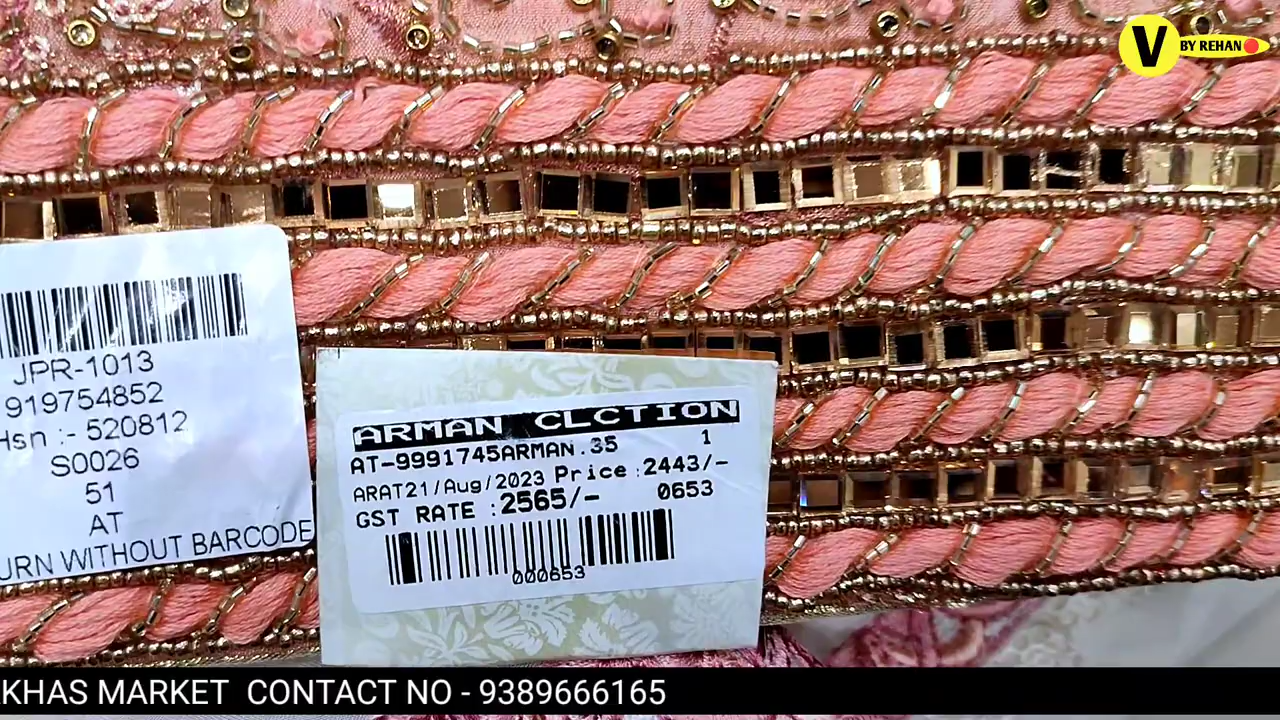 V BY REHAN
JPR-1013
919754852
Hsn :- 520812
S0026
51
AT
URN WITHOUT BARCODE
ARMAN CLCTION
AT-9991745ARMAN.35 1
ARAT21/Aug/2023 Price :2443/-
GST RATE :2565/- 0653
000653
AKHAS MARKET CONTACT NO - 9389666165